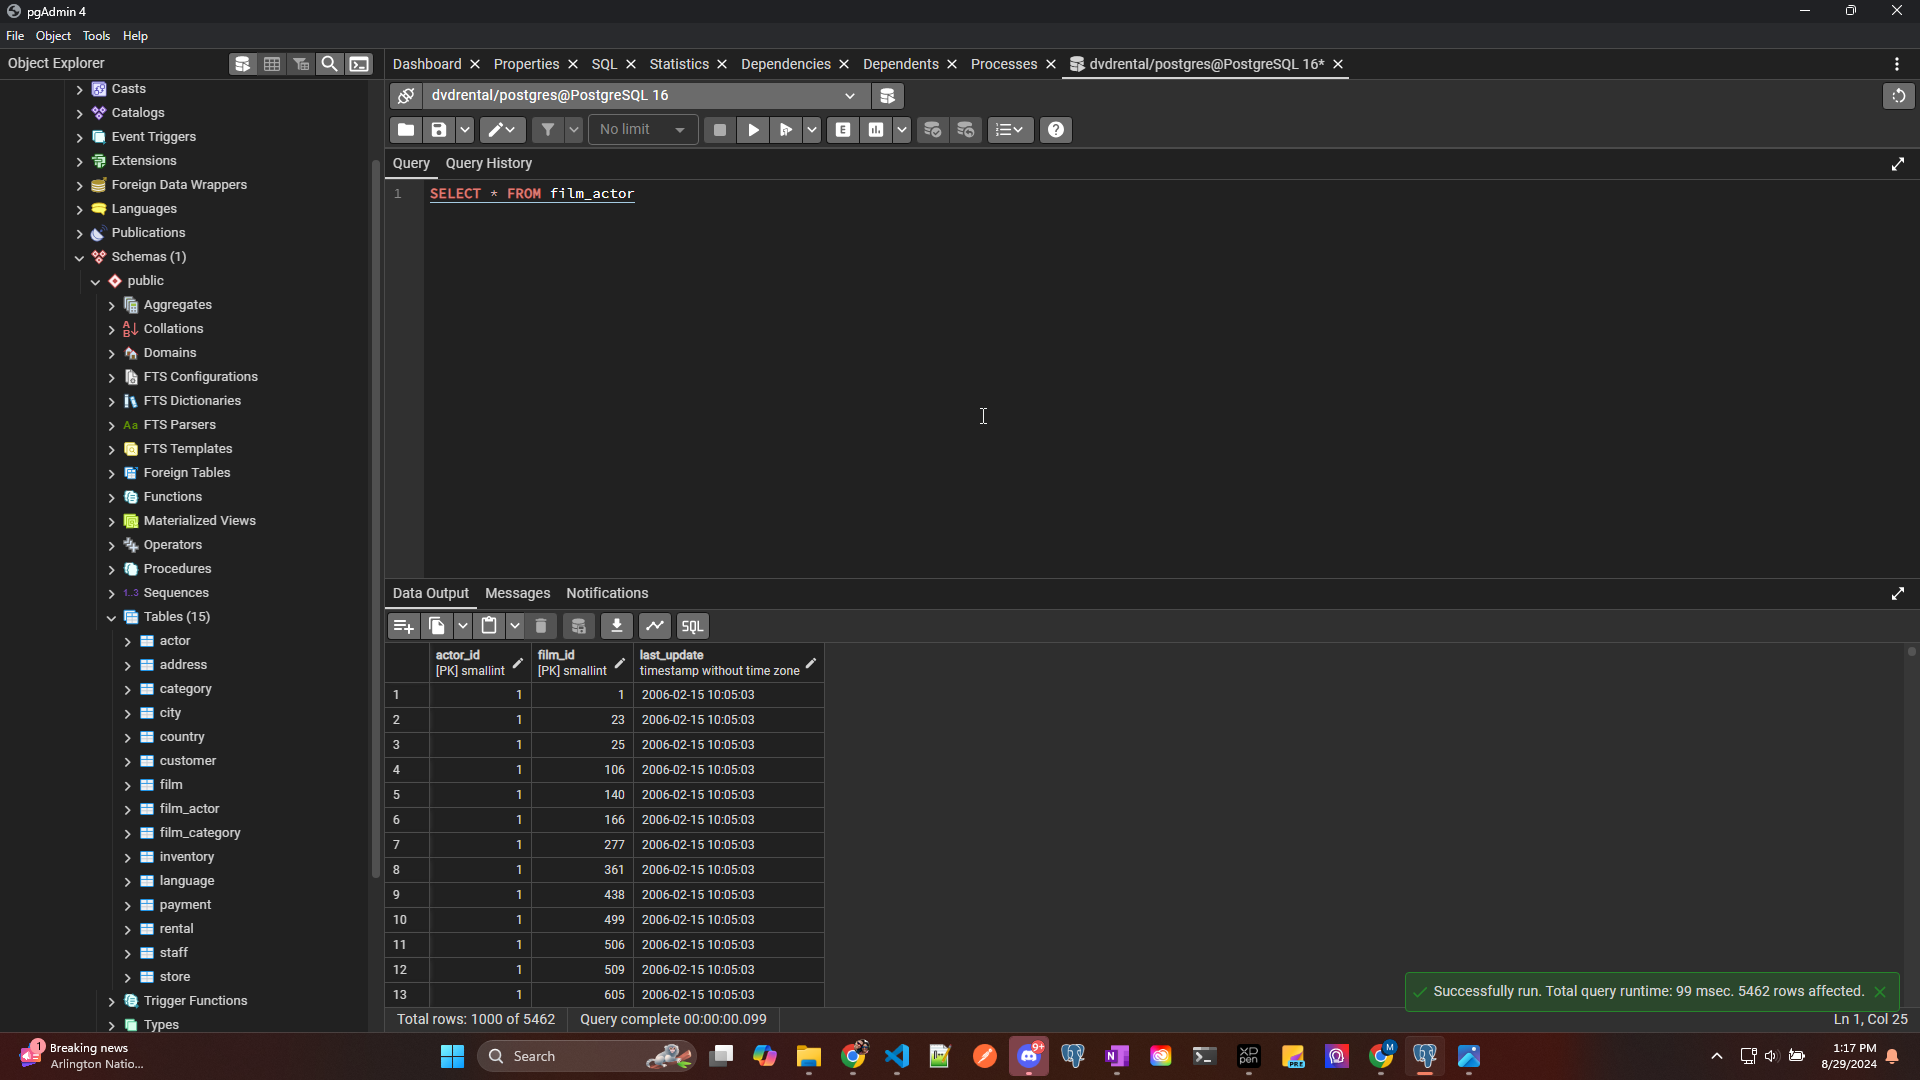 pgAdmin 4
File Object Tools Help
Object Explorer
Dashboard Properties SQL Statistics Dependencies Dependents Processes dvdrental/postgres@PostgreSQL 16*
Casts
Catalogs
Event Triggers
Extensions
Foreign Data Wrappers
Languages
Publications
Schemas (1)
public
Aggregates
Collations
Domains
FTS Configurations
FTS Dictionaries
FTS Parsers
FTS Templates
Foreign Tables
Functions
Materialized Views
Operators
Procedures
1..3 Sequences
Tables (15)
actor
address
category
city
country
customer
film
film_actor
film_category
inventory
language
payment
rental
staff
store
Trigger Functions
Types
dvdrental/postgres@PostgreSQL 16
No limit
E
Query Query History
1 SELECT * FROM film_actor
Data Output Messages Notifications
SQL
actor_id film_id last_update
[PK] smallint [PK] smallint timestamp without time zone
1 1 1 2006-02-15 10:05:03
2 1 23 2006-02-15 10:05:03
3 1 25 2006-02-15 10:05:03
4 1 106 2006-02-15 10:05:03
5 1 140 2006-02-15 10:05:03
6 1 166 2006-02-15 10:05:03
7 1 277 2006-02-15 10:05:03
8 1 361 2006-02-15 10:05:03
9 1 438 2006-02-15 10:05:03
10 1 499 2006-02-15 10:05:03
11 1 506 2006-02-15 10:05:03
12 1 509 2006-02-15 10:05:03
13 1 605 2006-02-15 10:05:03
Successfully run. Total query runtime: 99 msec. 5462 rows affected.
Total rows: 1000 of 5462 Query complete 00:00:00.099 Ln 1, Col 25
1 Breaking news
Arlington Natio...
Search
9+
XP
pen
PRE
M
1:17 PM
8/29/2024